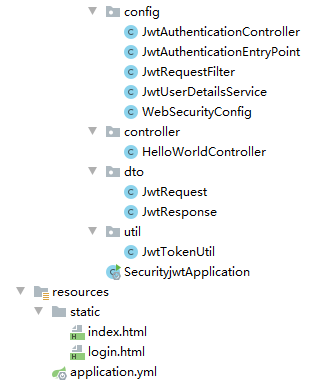 config
JwtAuthenticationController
JwtAuthenticationEntryPoint
JwtRequestFilter
JwtUserDetailsService
WebSecurityConfig
controller
HelloWorldController
dto
JwtRequest
JwtResponse
util
JwtTokenUtil
SecurityjwtApplication
resources
static
index.html
login.html
application.yml